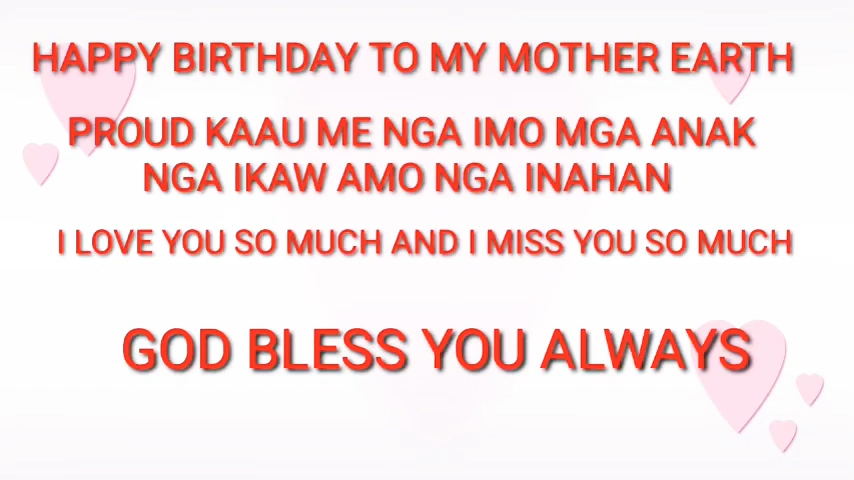 HAPPY BIRTHDAY TO MY MOTHER EARTH
PROUD KAAU ME NGA IMO MGA ANAK
NGA IKAW AMO NGA INAHAN
I LOVE YOU SO MUCH AND I MISS YOU SO MUCH
GOD BLESS YOU ALWAYS